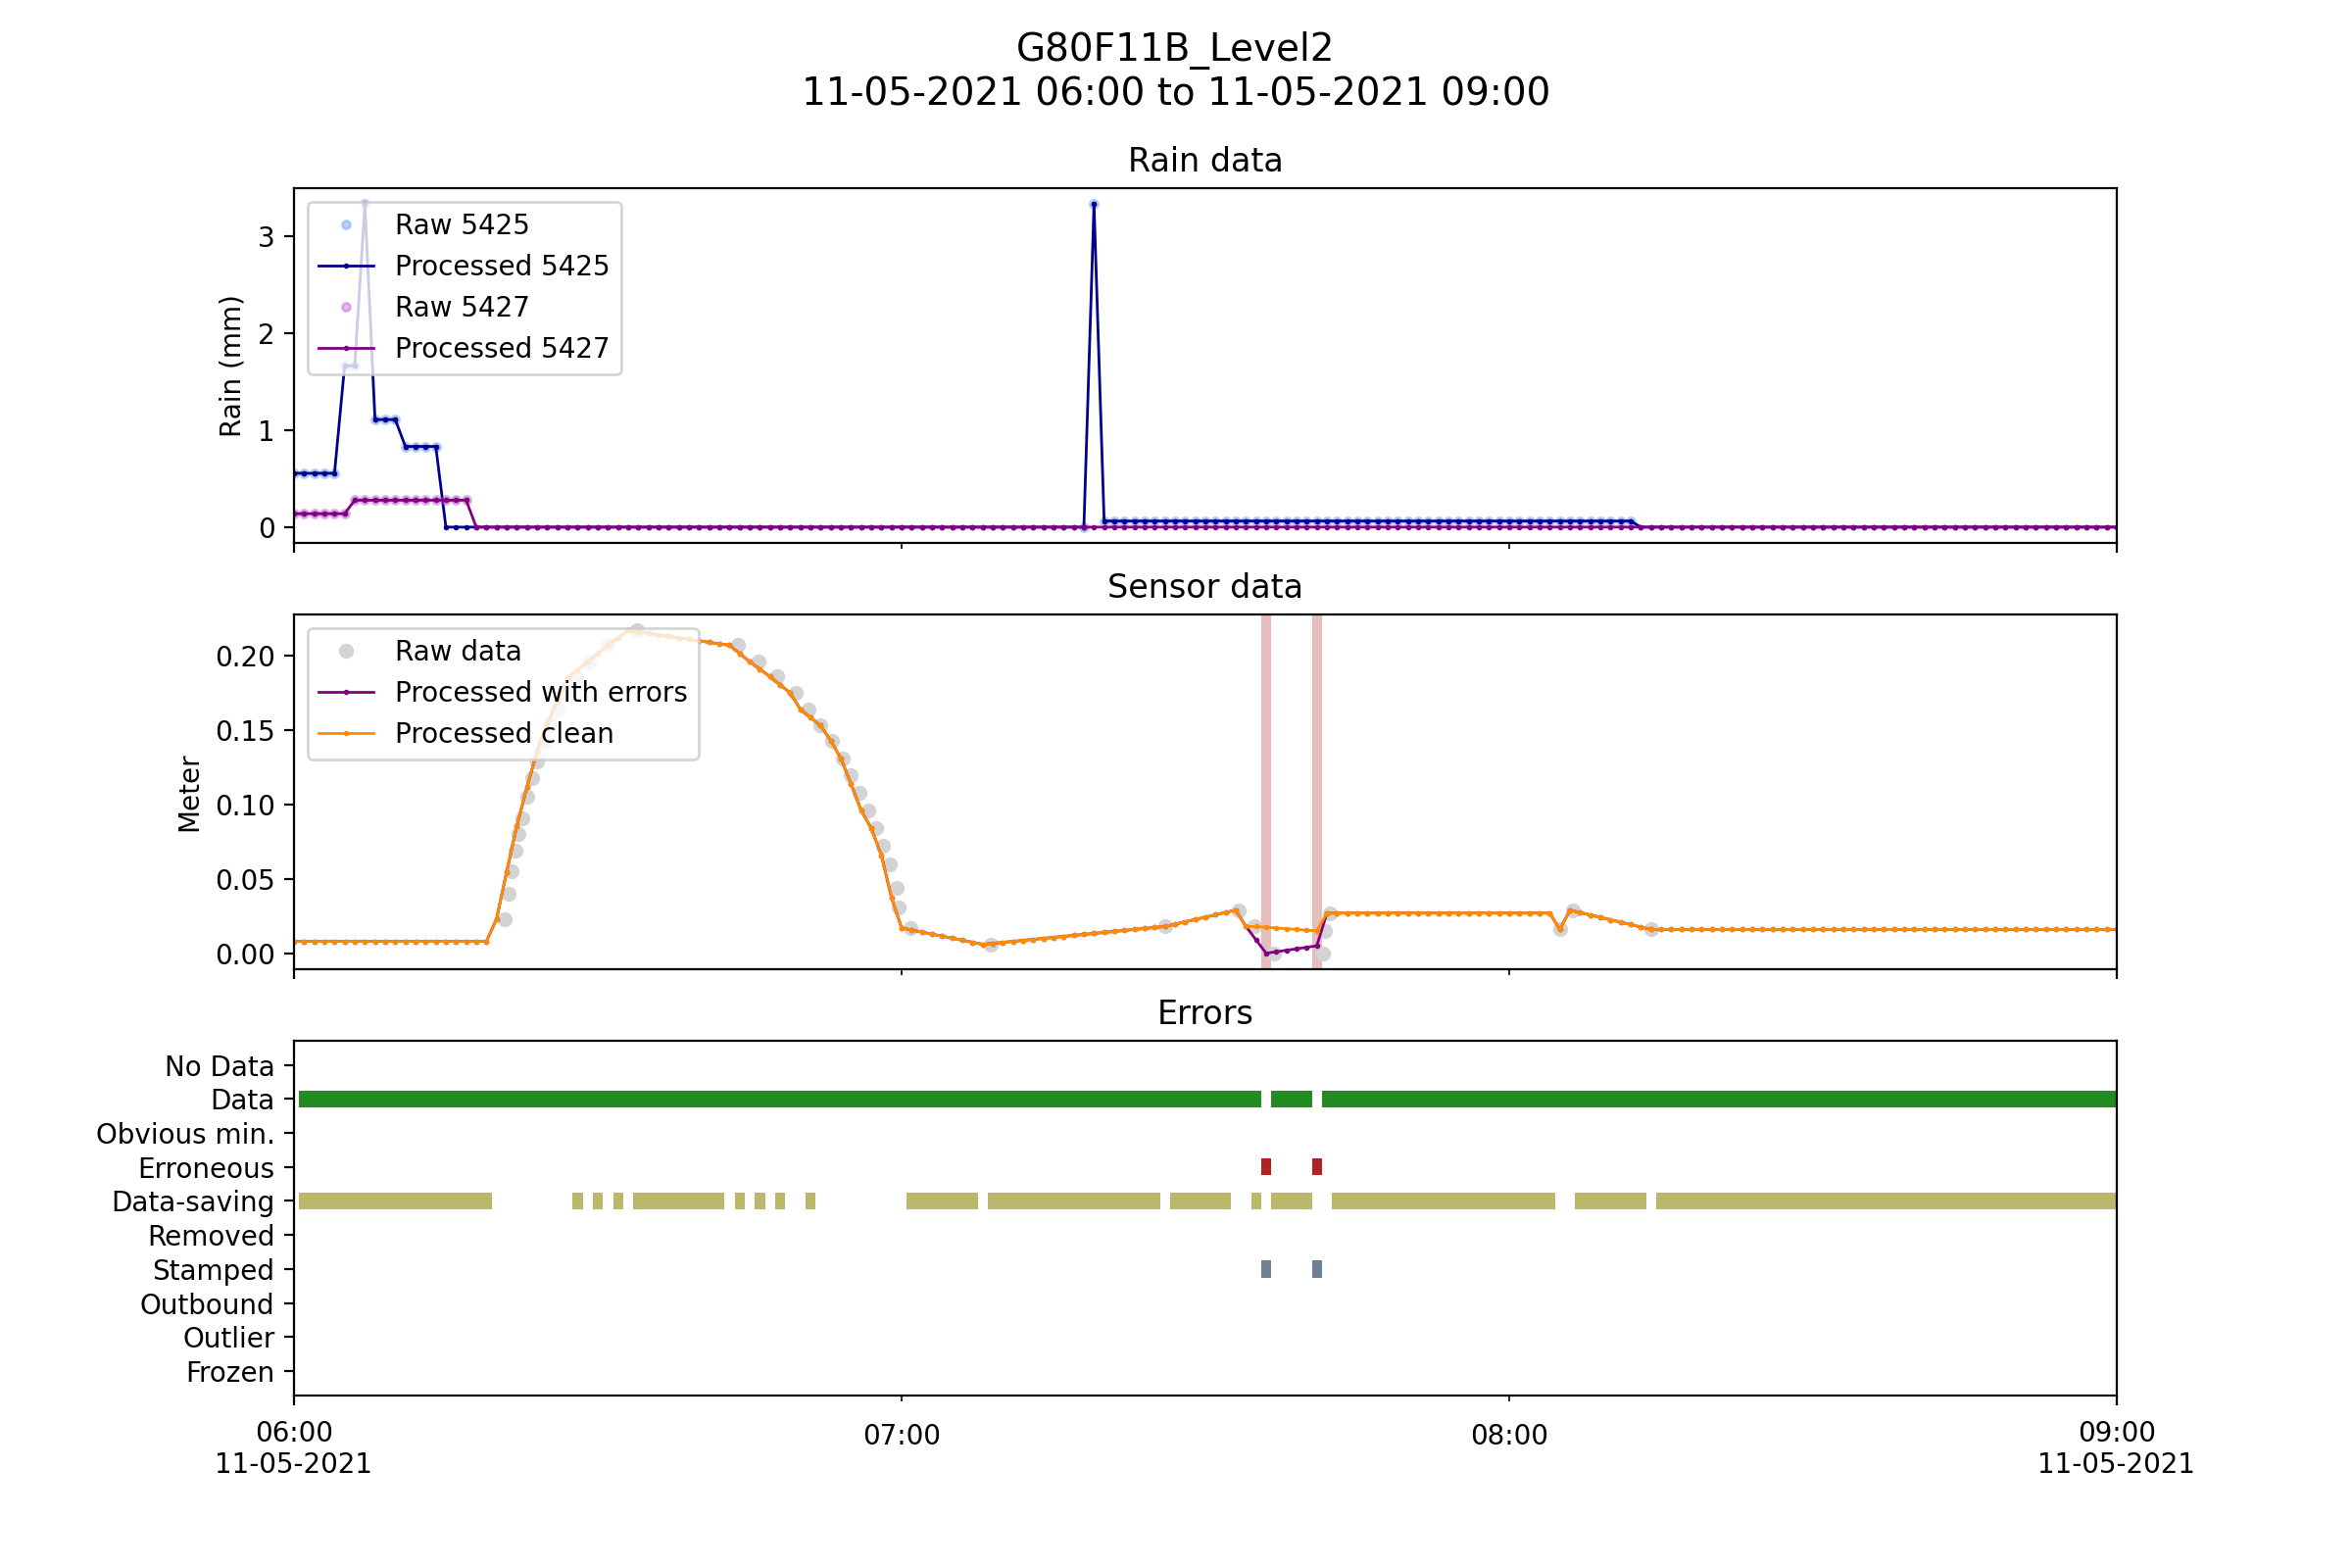 G80F11B_Level2
11-05-2021 06:00 to 11-05-2021 09:00
Rain data
Rain (mm)
3
2
1
0
Raw 5425
Processed 5425
Raw 5427
Processed 5427
Sensor data
Meter
0.20
0.15
0.10
0.05
0.00
Raw data
Processed with errors
Processed clean
Errors
No Data
Data
Obvious min.
Erroneous
Data-saving
Removed
Stamped
Outbound
Outlier
Frozen
06:00 07:00 08:00 09:00
11-05-2021 11-05-2021